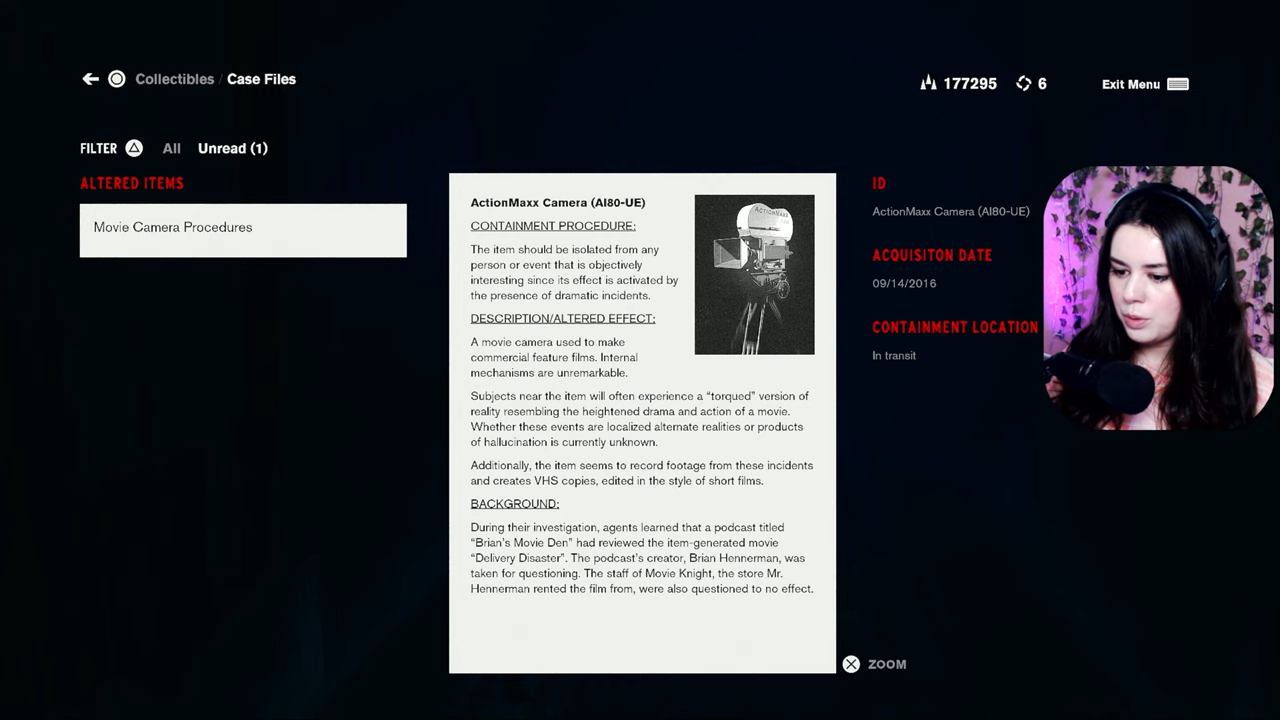 Collectibles / Case Files
177295
6
Exit Menu
FILTER
All
Unread (1)
ALTERED ITEMS
Movie Camera Procedures
ActionMaxx Camera (AI80-UE)
CONTAINMENT PROCEDURE:
The item should be isolated from any
person or event that is objectively
interesting since its effect is activated by
the presence of dramatic incidents.
DESCRIPTION/ALTERED EFFECT:
A movie camera used to make
commercial feature films. Internal
mechanisms are unremarkable.
Subjects near the item will often experience a “torqued” version of
reality resembling the heightened drama and action of a movie.
Whether these events are localized alternate realities or products
of hallucination is currently unknown.
Additionally, the item seems to record footage from these incidents
and creates VHS copies, edited in the style of short films.
BACKGROUND:
During their investigation, agents learned that a podcast titled
“Brian's Movie Den” had reviewed the item-generated movie
“Delivery Disaster”. The podcast's creator, Brian Hennerman, was
taken for questioning. The staff of Movie Knight, the store Mr.
Hennerman rented the film from, were also questioned to no effect.
ACTIONMAXX
ID
ActionMaxx Camera (AI80-UE)
ACQUISITON DATE
09/14/2016
CONTAINMENT LOCATION
In transit
ZOOM